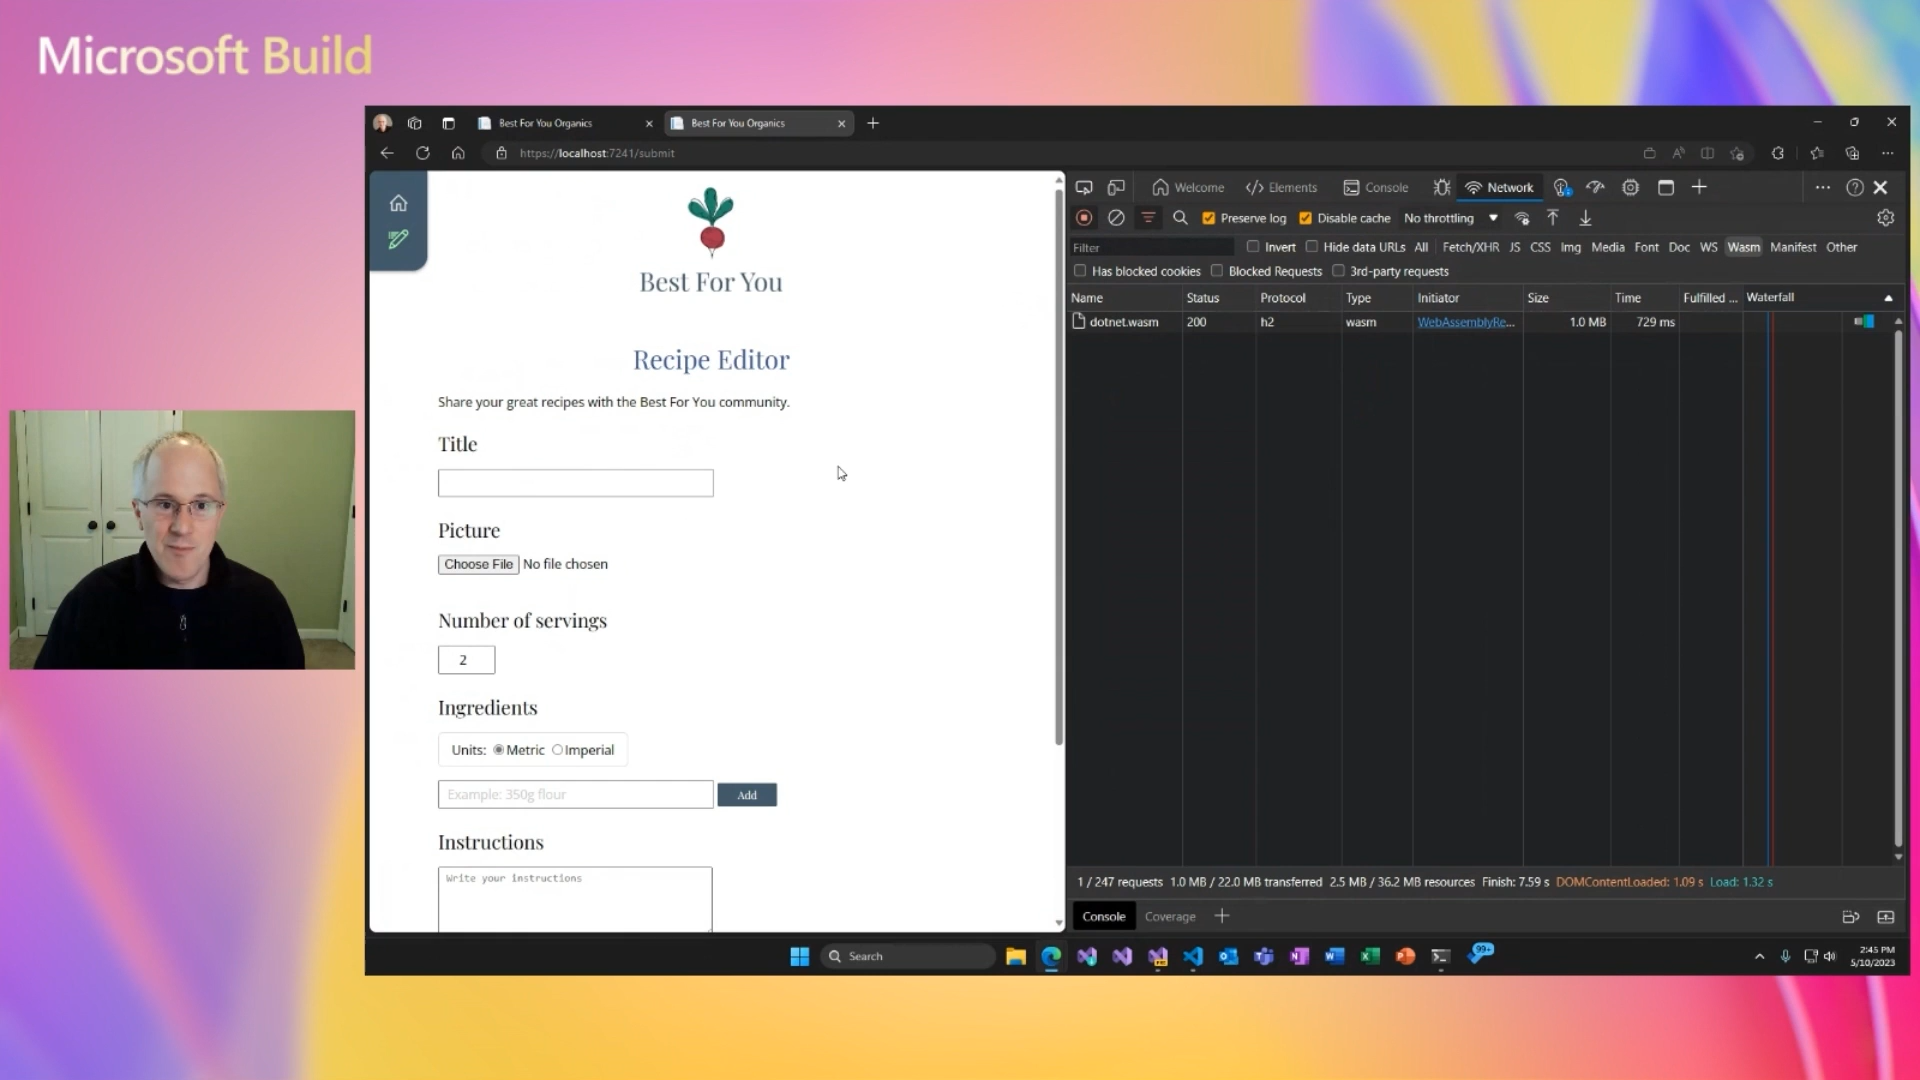 Microsoft Build
Best For You Organics
Best For You Organics
https://localhost:7241/submit
Best For You
Recipe Editor
Share your great recipes with the Best For You community.
Title
Picture
Choose File No file chosen
Number of servings
2
Ingredients
Units: Metric Imperial
Example: 350g flour Add
Instructions
Write your instructions
Welcome Elements Console Network
Preserve log Disable cache No throttling
Filter Invert Hide data URLs All Fetch/XHR JS CSS Img Media Font Doc WS Wasm Manifest Other
Has blocked cookies Blocked Requests 3rd-party requests
Name Status Protocol Type Initiator Size Time Fulfilled ... Waterfall
dotnet.wasm 200 h2 wasm WebAssemblyRe... 1.0 MB 729 ms
1 / 247 requests 1.0 MB / 22.0 MB transferred 2.5 MB / 36.2 MB resources Finish: 7.59 s DOMContentLoaded: 1.09 s Load: 1.32 s
Console Coverage
Search
99+
2:45 PM
5/10/2023